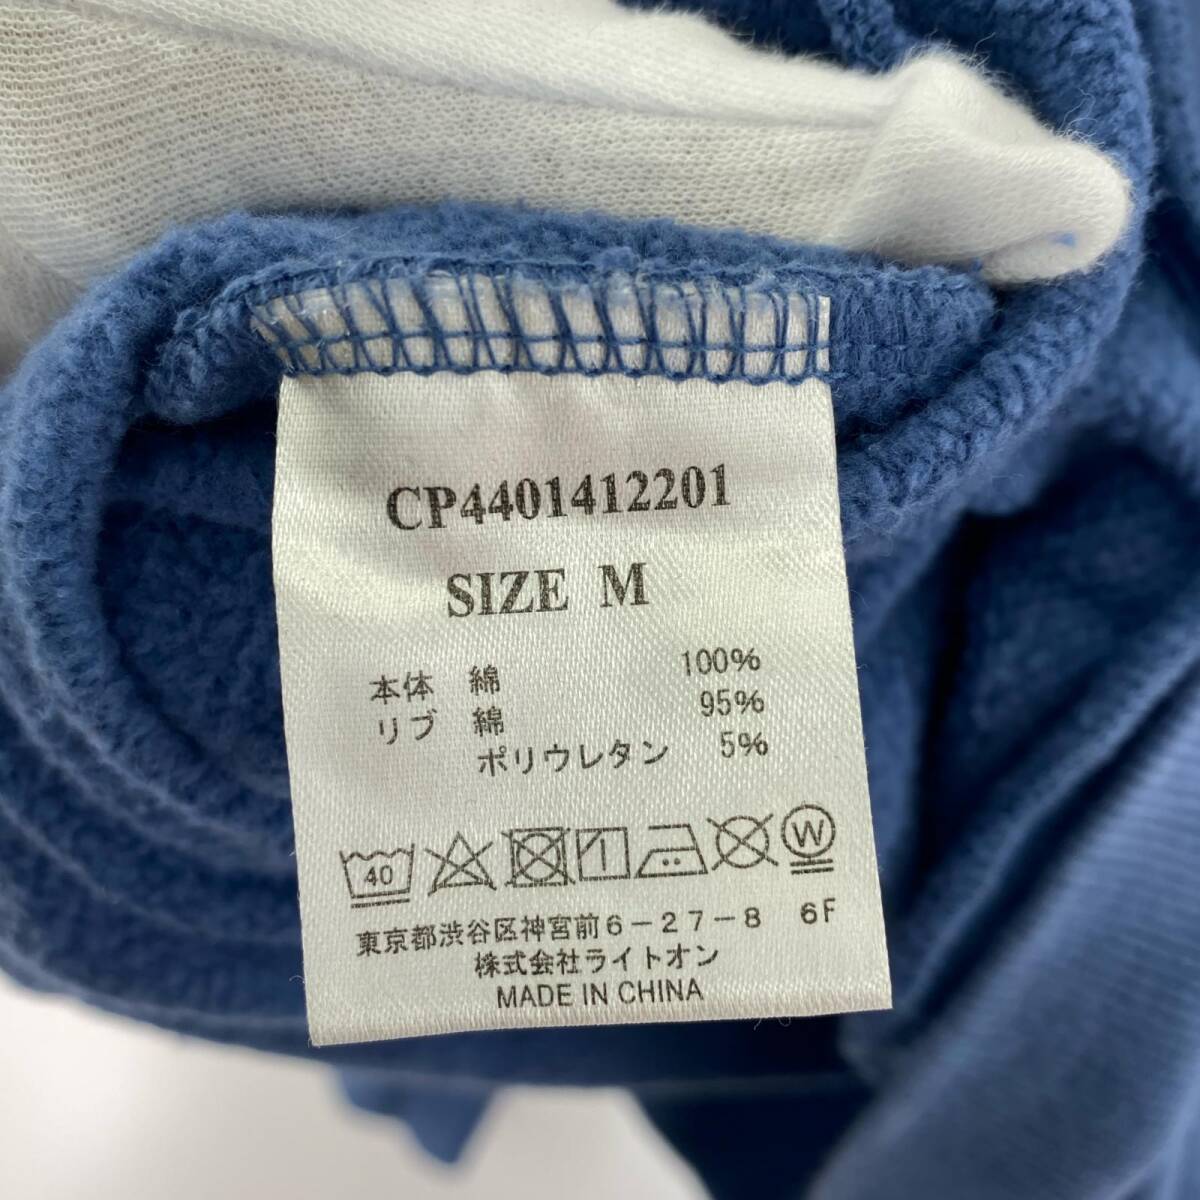 CP4401412201
SIZE M
本体 綿 100%
リブ 綿 95%
ポリウレタン 5%
40 W
東京都渋谷区神宮前6-27-8 6F
株式会社ライトオン
MADE IN CHINA